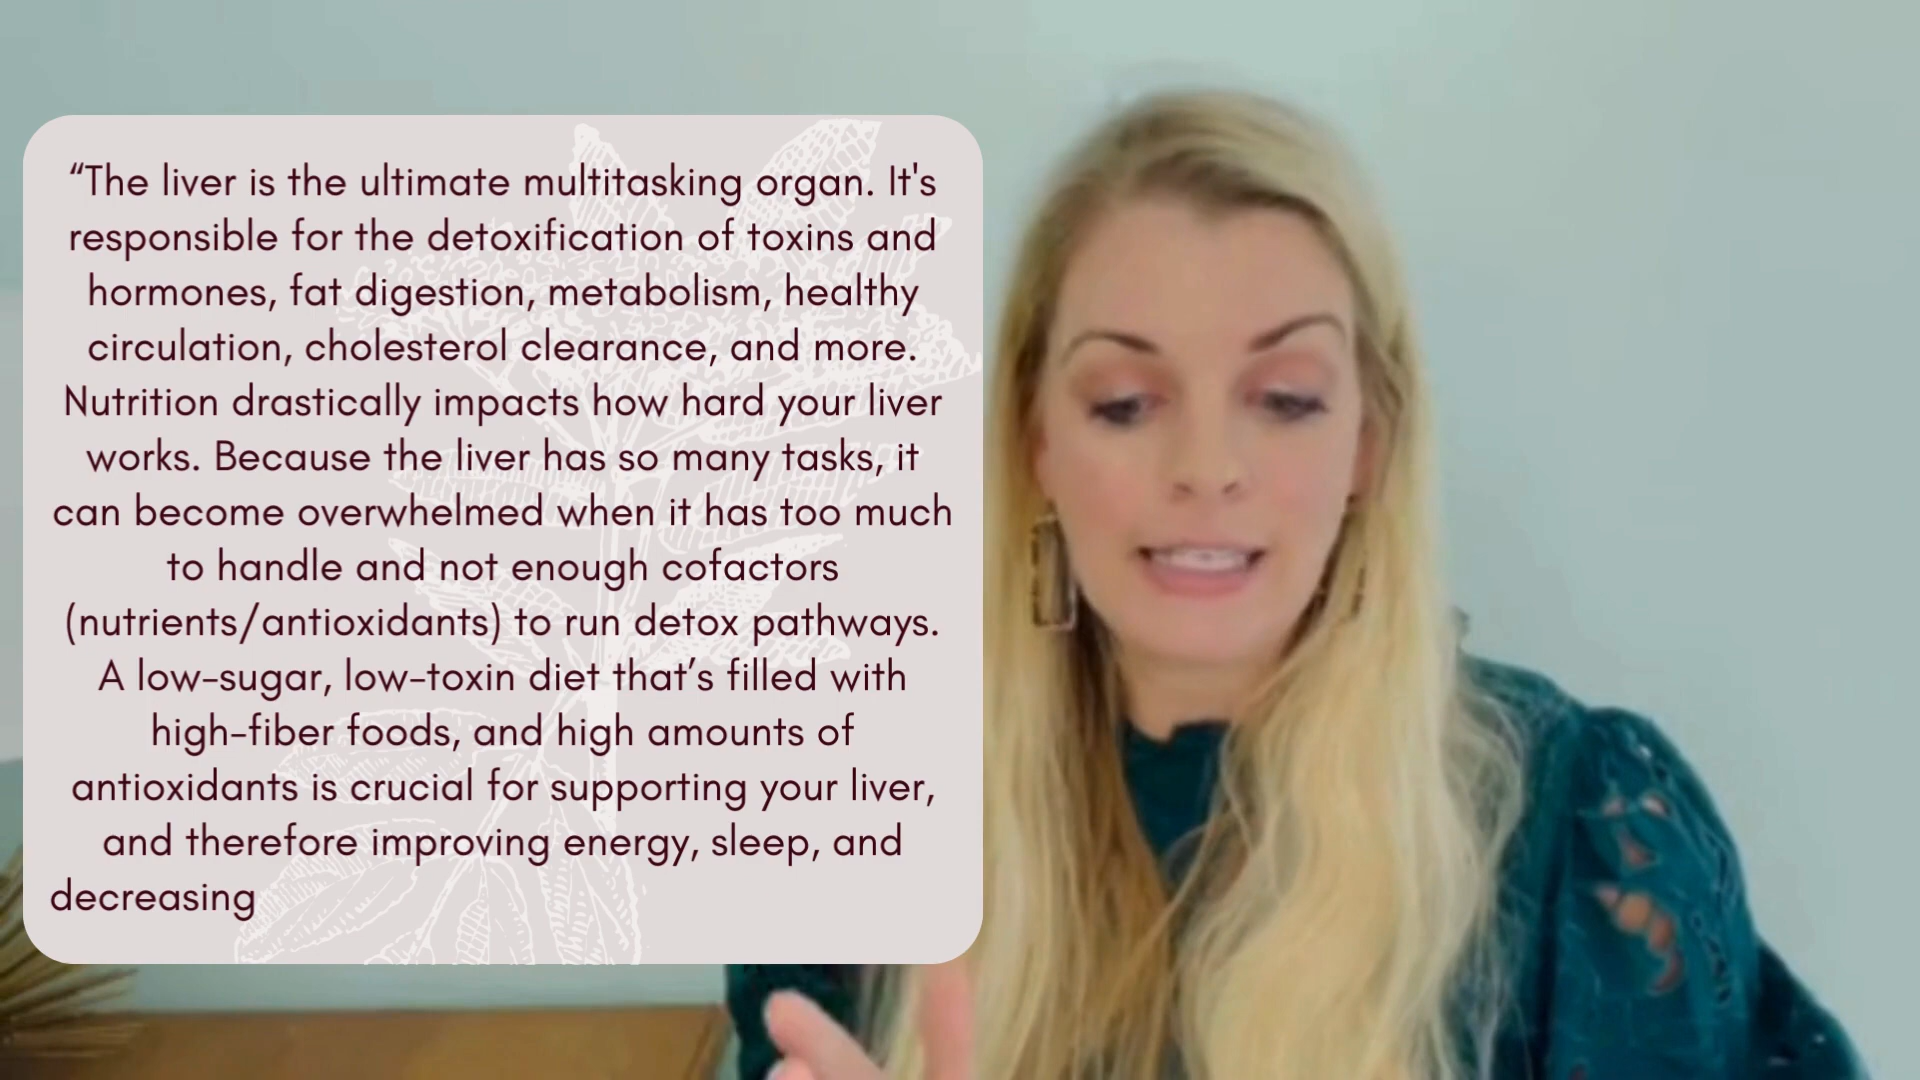 “The liver is the ultimate multitasking organ. It's
responsible for the detoxification of toxins and
hormones, fat digestion, metabolism, healthy
circulation, cholesterol clearance, and more.
Nutrition drastically impacts how hard your liver
works. Because the liver has so many tasks, it
can become overwhelmed when it has too much
to handle and not enough cofactors
(nutrients/antioxidants) to run detox pathways.
A low-sugar, low-toxin diet that’s filled with
high-fiber foods, and high amounts of
antioxidants is crucial for supporting your liver,
and therefore improving energy, sleep, and
decreasing